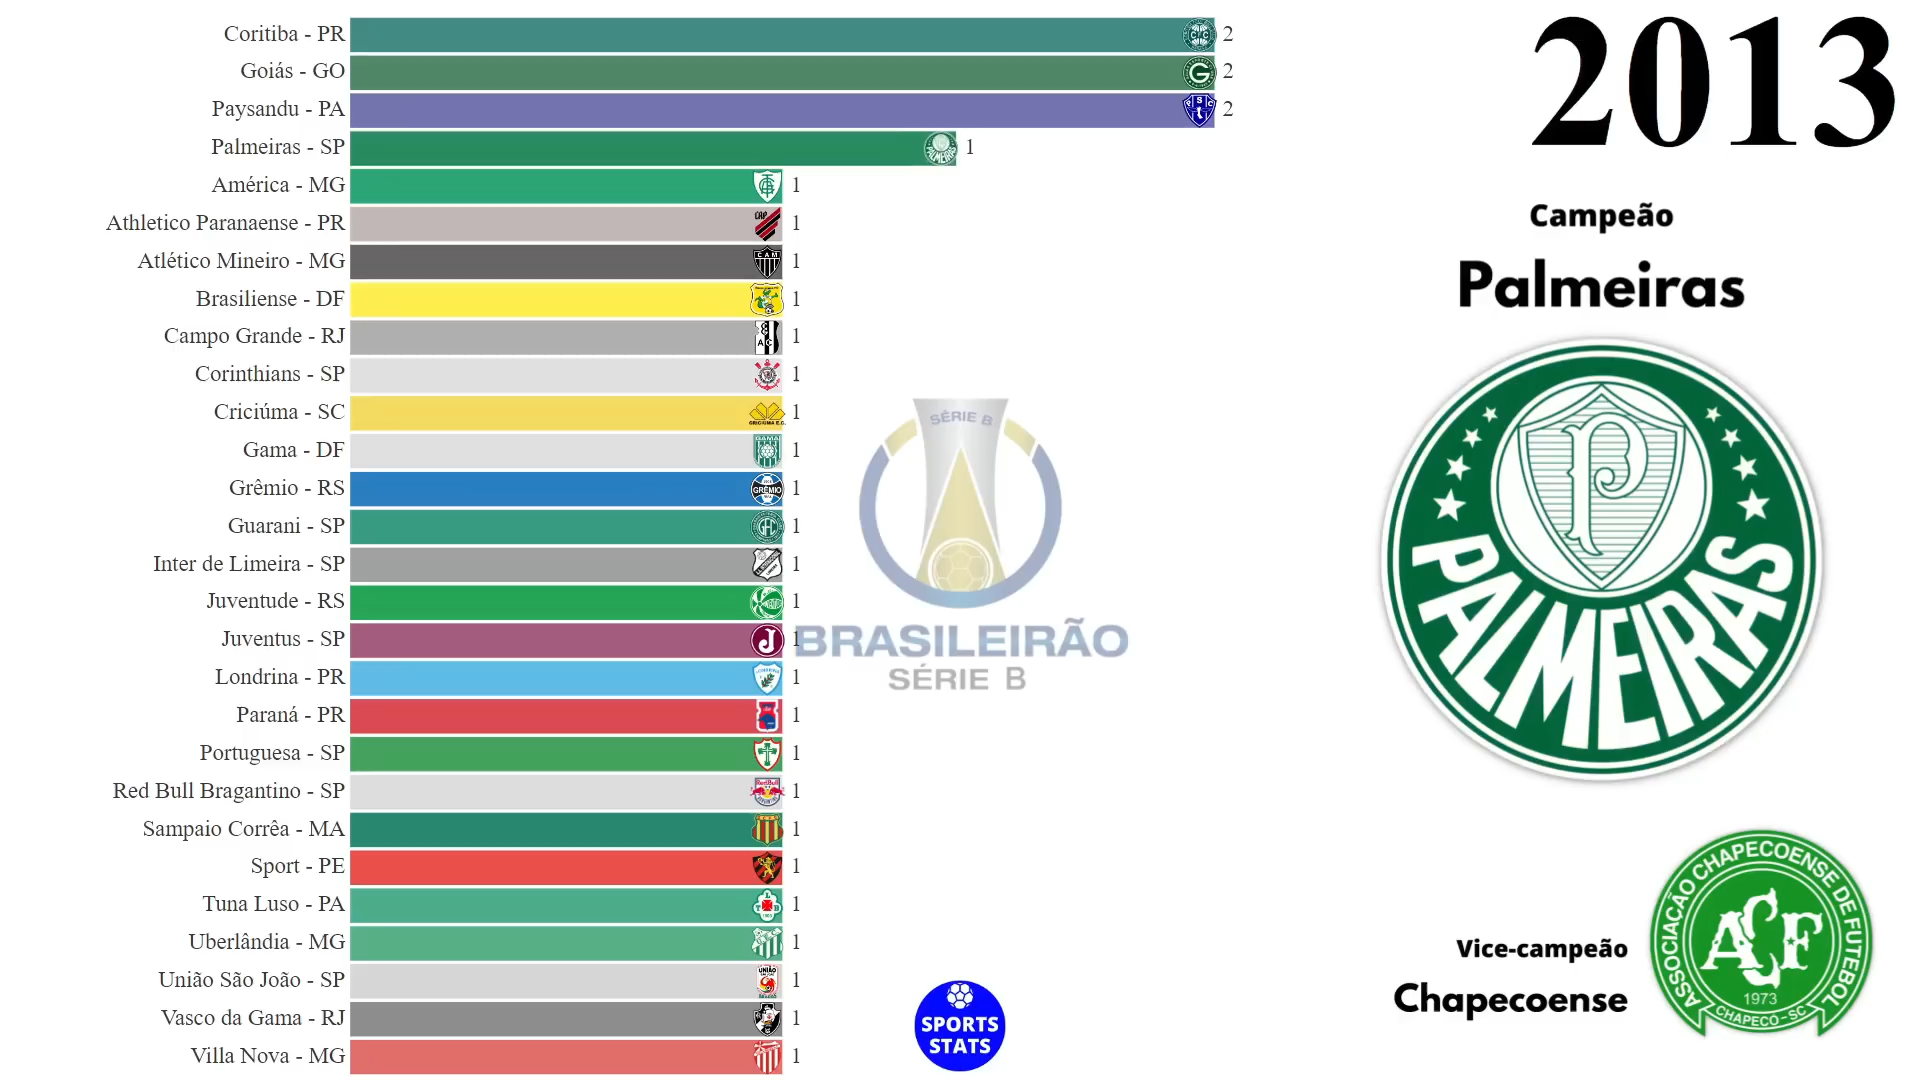 Coritiba - PR 2
Goiás - GO 2
Paysandu - PA 2
Palmeiras - SP 1
América - MG 1
Athletico Paranaense - PR 1
Atlético Mineiro - MG 1
Brasiliense - DF 1
Campo Grande - RJ 1
Corinthians - SP 1
Criciúma - SC 1
Gama - DF 1
Grêmio - RS 1
Guarani - SP 1
Inter de Limeira - SP 1
Juventude - RS 1
Juventus - SP 1
Londrina - PR 1
Paraná - PR 1
Portuguesa - SP 1
Red Bull Bragantino - SP 1
Sampaio Corrêa - MA 1
Sport - PE 1
Tuna Luso - PA 1
Uberlândia - MG 1
União São João - SP 1
Vasco da Gama - RJ 1
Villa Nova - MG 1
SÉRIE B
BRASILEIRÃO
SÉRIE B
SPORTS
STATS
2013
Campeão
Palmeiras
P
PALMEIRAS
Vice-campeão
Chapecoense
ASSOCIAÇÃO CHAPECOENSE DE FUTEBOL
ACF
1973
CHAPECÓ-SC